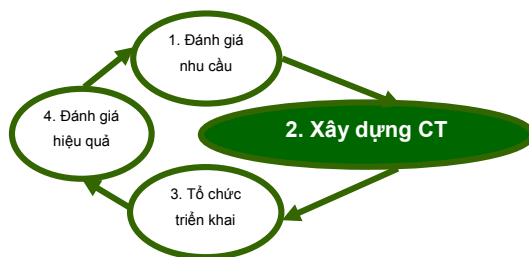 1. Đánh giá
nhu cầu
2. Xây dựng CT
3. Tổ chức
triển khai
4. Đánh giá
hiệu quả